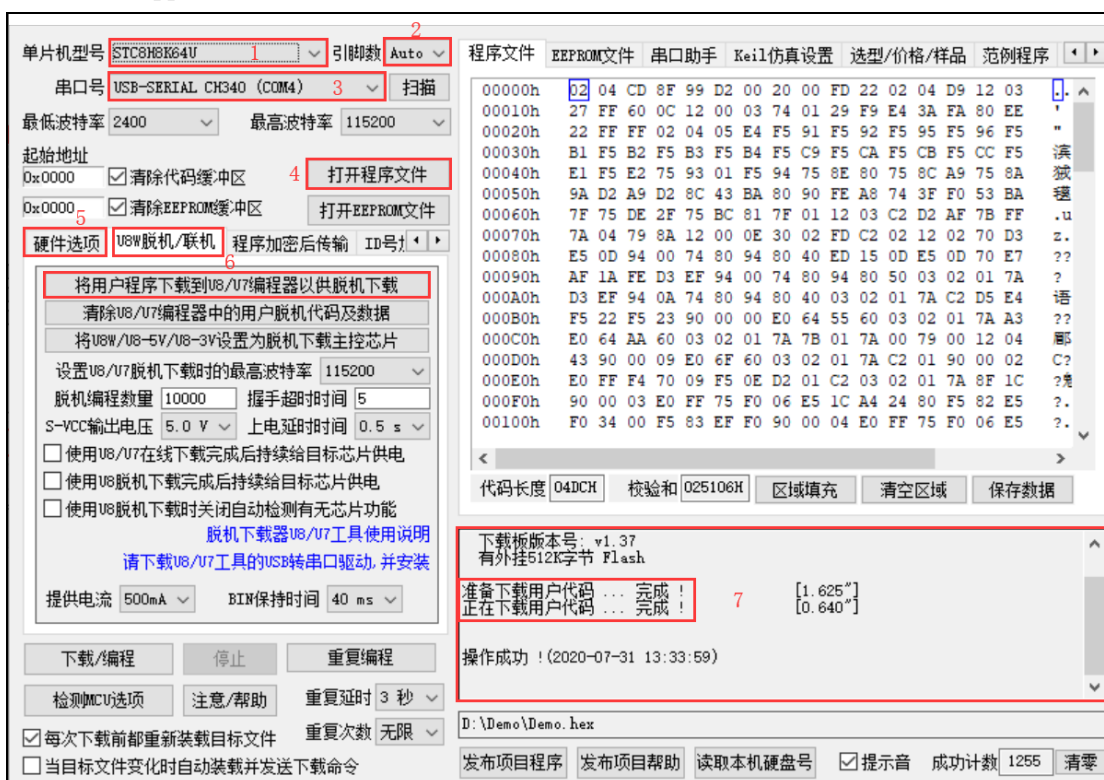 2
单片机型号 STC8H8K64U 1 引脚数 Auto
串口号 USB-SERIAL CH340 (COM4) 3 扫描
最低波特率 2400 最高波特率 115200
起始地址
0x0000 清除代码缓冲区 4 打开程序文件
0x0000 清除EEPROM缓冲区 打开EEPROM文件
5
硬件选项 U8W脱机/联机 程序加密后传输 ID号
6
将用户程序下载到U8/U7编程器以供脱机下载
清除U8/U7编程器中的用户脱机代码及数据
将U8W/U8-5V/U8-3V设置为脱机下载主控芯片
设置U8/U7脱机下载时的最高波特率 115200
脱机编程数量 10000 握手超时时间 5
S-VCC输出电压 5.0 V 上电延时时间 0.5 s
使用U8/U7在线下载完成后持续给目标芯片供电
使用U8脱机下载完成后持续给目标芯片供电
使用U8脱机下载时关闭自动检测有无芯片功能
脱机下载器U8/U7工具使用说明
请下载U8/U7工具的USB转串口驱动,并安装
提供电流 500mA BIN保持时间 40 ms
下载/编程 停止 重复编程
检测MCU选项 注意/帮助 重复延时 3 秒
每次下载前都重新装载目标文件 重复次数 无限
当目标文件变化时自动装载并发送下载命令
程序文件 EEPROM文件 串口助手 Keil仿真设置 选型/价格/样品 范例程序
00000h 02 04 CD 8F 99 D2 00 20 00 FD 22 02 04 D9 12 03 ..
00010h 27 FF 60 0C 12 00 03 74 01 29 F9 E4 3A FA 80 EE '
00020h 22 FF FF 02 04 05 E4 F5 91 F5 92 F5 95 F5 96 F5 "
00030h B1 F5 B2 F5 B3 F5 B4 F5 C9 F5 CA F5 CB F5 CC F5
00040h E1 F5 E2 75 93 01 F5 94 75 8E 80 75 8C A9 75 8A
00050h 9A D2 A9 D2 8C 43 BA 80 90 FE A8 74 3F F0 53 BA
00060h 7F 75 DE 2F 75 BC 81 7F 01 12 03 C2 D2 AF 7B FF .u
00070h 7A 04 79 8A 12 00 0E 30 02 FD C2 02 12 02 70 D3 z.
00080h E5 0D 94 00 74 80 94 80 40 ED 15 0D E5 0D 70 E7 ??
00090h AF 1A FE D3 EF 94 00 74 80 94 80 50 03 02 01 7A ?
000A0h D3 EF 94 0A 74 80 94 80 40 03 02 01 7A C2 D5 E4 语
000B0h F5 22 F5 23 90 00 00 E0 64 55 60 03 02 01 7A A3 ??
000C0h E0 64 AA 60 03 02 01 7A 7B 01 7A 00 79 00 12 04
000D0h 43 90 00 09 E0 6F 60 03 02 01 7A C2 01 90 00 02 C?
000E0h E0 FF F4 70 09 F5 0E D2 01 C2 03 02 01 7A 8F 1C
000F0h 90 00 03 E0 FF 75 F0 06 E5 1C A4 24 80 F5 82 E5 ?.
00100h F0 34 00 F5 83 EF F0 90 00 04 E0 FF 75 F0 06 E5 ?.
代码长度 04DCH 校验和 025106H 区域填充 清空区域 保存数据
下载板版本号: v1.37
有外挂512K字节 Flash
准备下载用户代码 ... 完成 ! [1.625"]
正在下载用户代码 ... 完成 ! 7 [0.640"]
操作成功 !(2020-07-31 13:33:59)
D:\Demo\Demo.hex
发布项目程序 发布项目帮助 读取本机硬盘号 提示音 成功计数 1255 清零